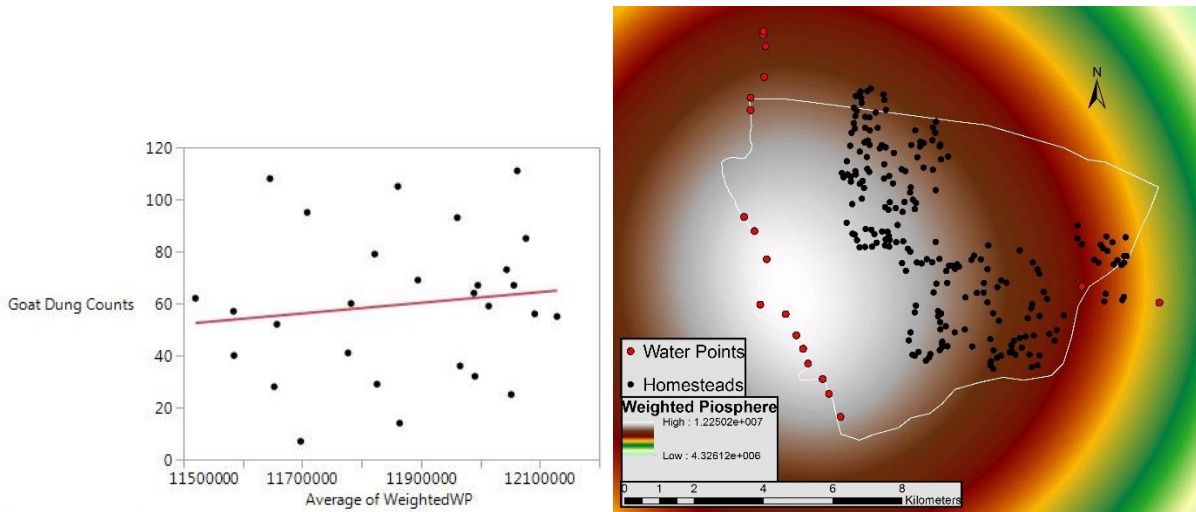 120
100
80
60
40
20
0
Goat Dung Counts
11500000 11700000 11900000 12100000
Average of WeightedWP
N
Water Points
Homesteads
Weighted Piosphere
High : 1.22502e+007
Low : 4.32612e+006
0 2 4 6 8
Kilometers